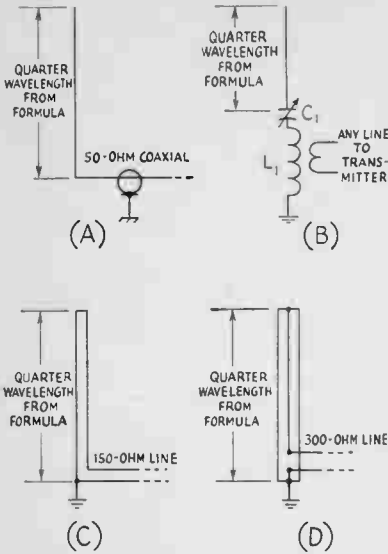 QUARTER
WAVELENGTH
FROM
FORMULA
50-OHM COAXIAL
(A)
QUARTER
WAVELENGTH
FROM
FORMULA
C1
L1
ANY LINE
TO
TRANS-
MITTER
(B)
QUARTER
WAVELENGTH
FROM
FORMULA
150-OHM LINE
(C)
QUARTER
WAVELENGTH
FROM
FORMULA
300-OHM LINE
(D)